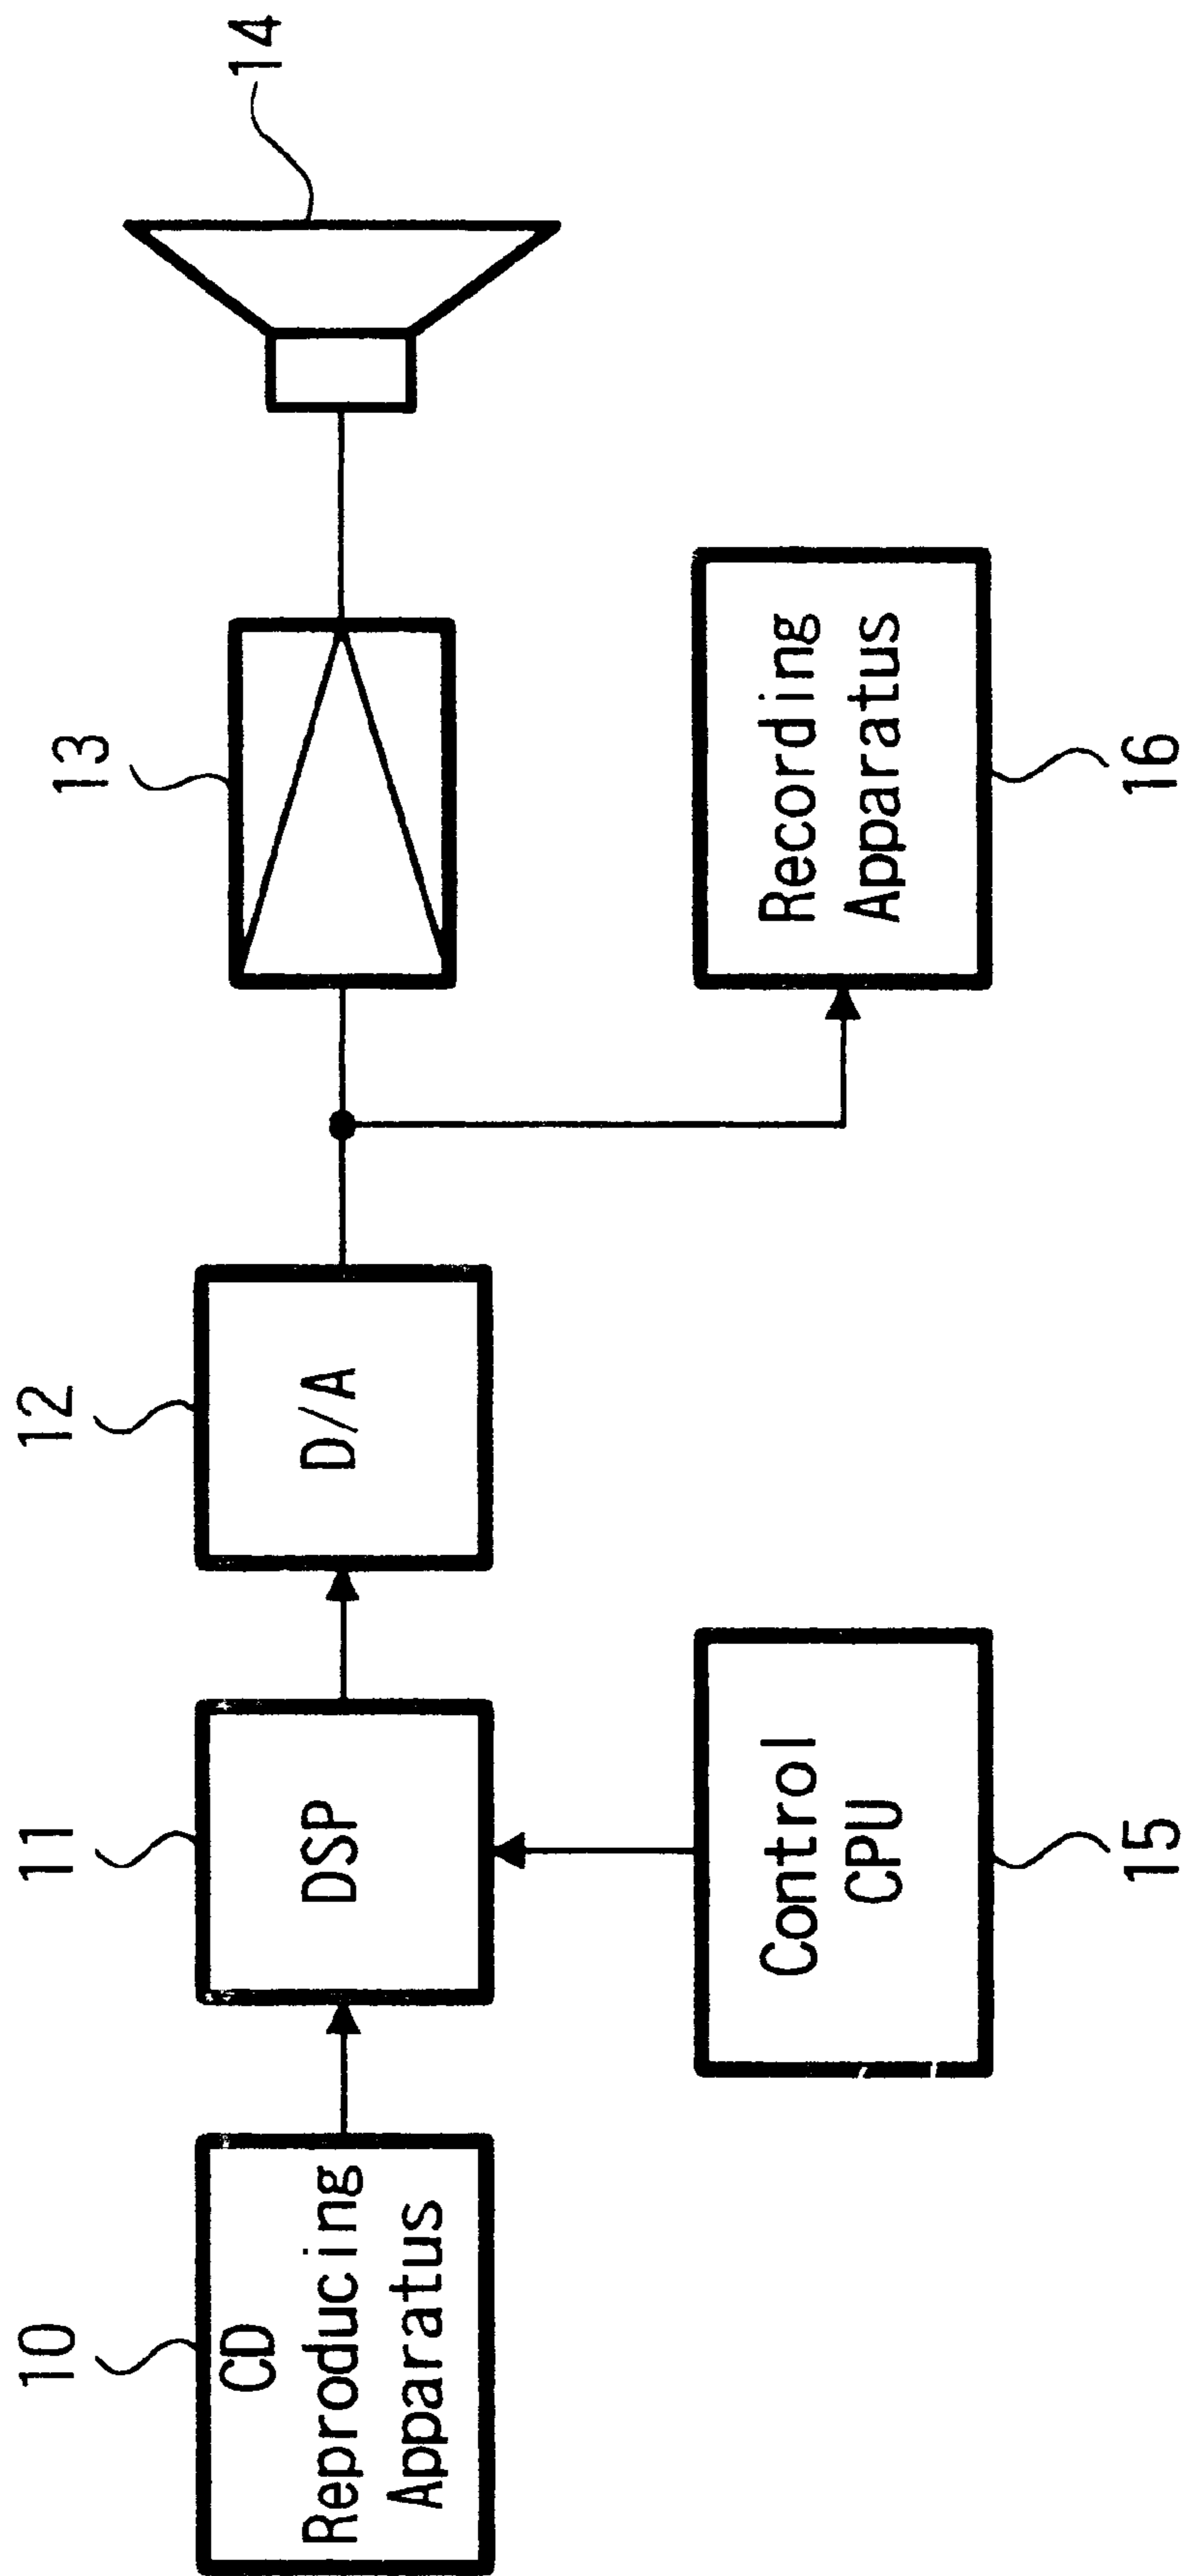 10
CD
Reproducing
Apparatus
11
DSP
12
D/A
13
14
Control
CPU
15
Recording
Apparatus
16